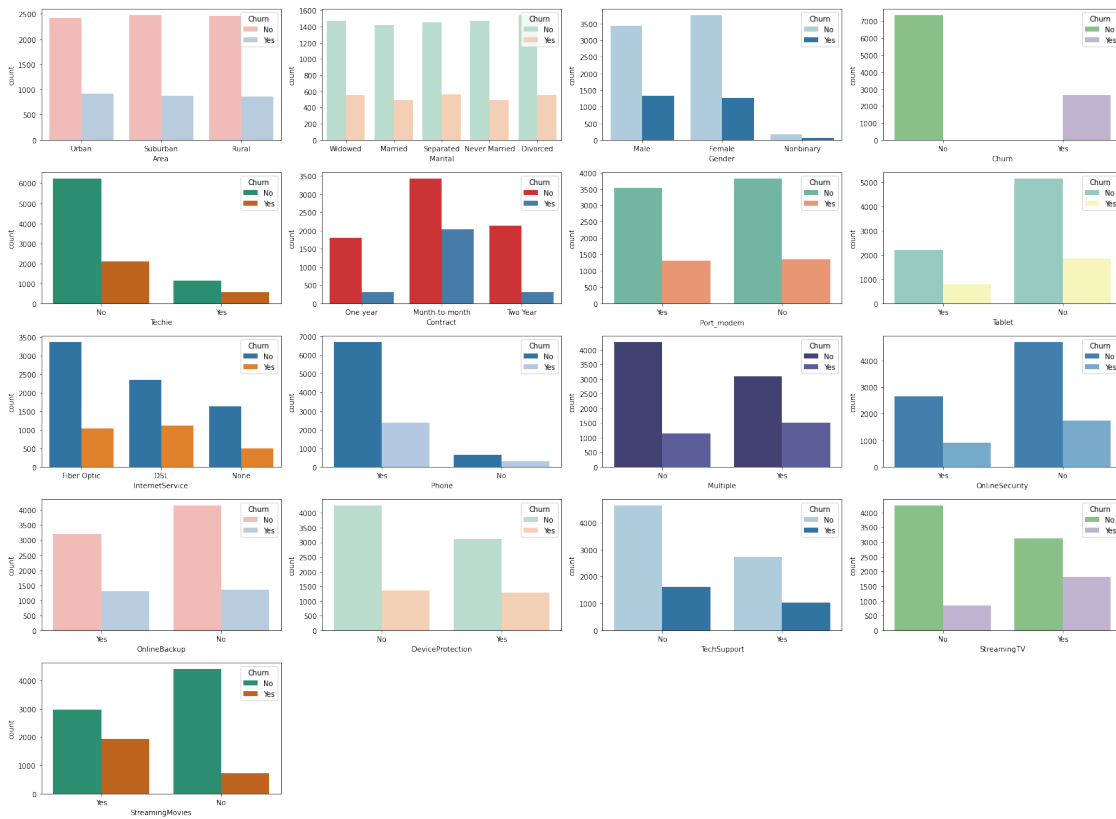 2500
2000
1500
1000
500
0
count
Urban Suburban Rural
Area
Churn
No
Yes
1600
1400
1200
1000
800
600
400
200
0
count
Widowed Married Separated Never Married Divorced
Marital
Churn
No
Yes
3500
3000
2500
2000
1500
1000
500
0
count
Male Female Nonbinary
Gender
Churn
No
Yes
7000
6000
5000
4000
3000
2000
1000
0
count
No Yes
Churn
Churn
No
Yes
6000
5000
4000
3000
2000
1000
0
count
No Yes
Techie
Churn
No
Yes
3500
3000
2500
2000
1500
1000
500
0
count
One year Month-to-month Two Year
Contract
Churn
No
Yes
4000
3500
3000
2500
2000
1500
1000
500
0
count
Yes No
Port_modem
Churn
No
Yes
5000
4000
3000
2000
1000
0
count
Yes No
Tablet
Churn
No
Yes
3500
3000
2500
2000
1500
1000
500
0
count
Fiber Optic DSL None
InternetService
Churn
No
Yes
7000
6000
5000
4000
3000
2000
1000
0
count
Yes No
Phone
Churn
No
Yes
4000
3500
3000
2500
2000
1500
1000
500
0
count
No Yes
Multiple
Churn
No
Yes
4000
3000
2000
1000
0
count
Yes No
OnlineSecurity
Churn
No
Yes
4000
3500
3000
2500
2000
1500
1000
500
0
count
Yes No
OnlineBackup
Churn
No
Yes
4000
3500
3000
2500
2000
1500
1000
500
0
count
No Yes
DeviceProtection
Churn
No
Yes
4000
3000
2000
1000
0
count
No Yes
TechSupport
Churn
No
Yes
4000
3500
3000
2500
2000
1500
1000
500
0
count
No Yes
StreamingTV
Churn
No
Yes
4000
3000
2000
1000
0
count
Yes No
StreamingMovies
Churn
No
Yes